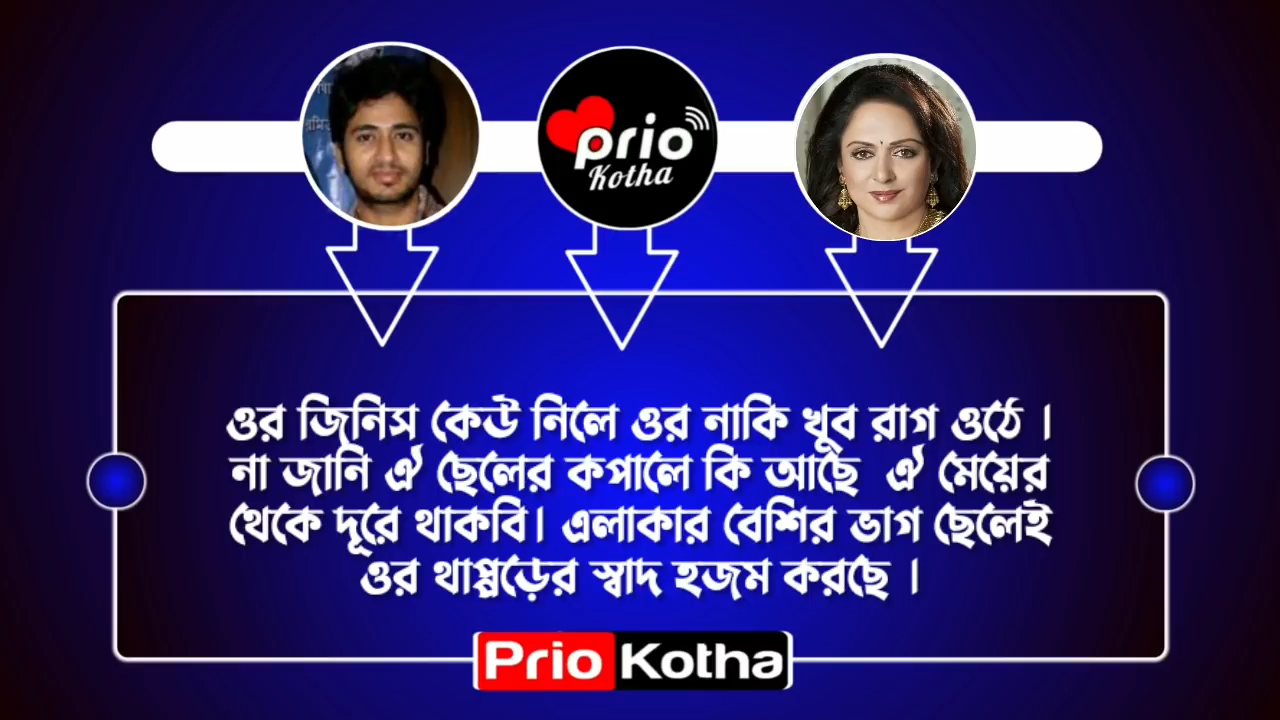 prio
Kotha
ওর জিনিস কেউ নিলে ওর নাকি খুব রাগ ওঠে ।
না জানি ঐ ছেলের কপালে কি আছে ঐ মেয়ের
থেকে দূরে থাকবি। এলাকার বেশির ভাগ ছেলেই
ওর থাপ্পড়ের স্বাদ হজম করছে ।
Prio Kotha